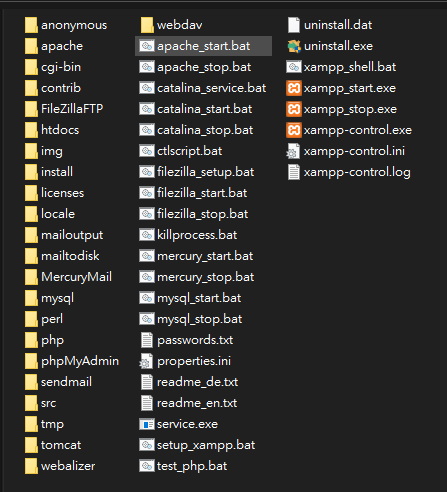 anonymous
apache
cgi-bin
contrib
FileZillaFTP
htdocs
img
install
licenses
locale
mailoutput
mailtodisk
MercuryMail
mysql
perl
php
phpMyAdmin
sendmail
src
tmp
tomcat
webalizer
webdav
apache_start.bat
apache_stop.bat
catalina_service.bat
catalina_start.bat
catalina_stop.bat
ctlscript.bat
filezilla_setup.bat
filezilla_start.bat
filezilla_stop.bat
killprocess.bat
mercury_start.bat
mercury_stop.bat
mysql_start.bat
mysql_stop.bat
passwords.txt
properties.ini
readme_de.txt
readme_en.txt
service.exe
setup_xampp.bat
test_php.bat
uninstall.dat
uninstall.exe
xampp_shell.bat
xampp_start.exe
xampp_stop.exe
xampp-control.exe
xampp-control.ini
xampp-control.log